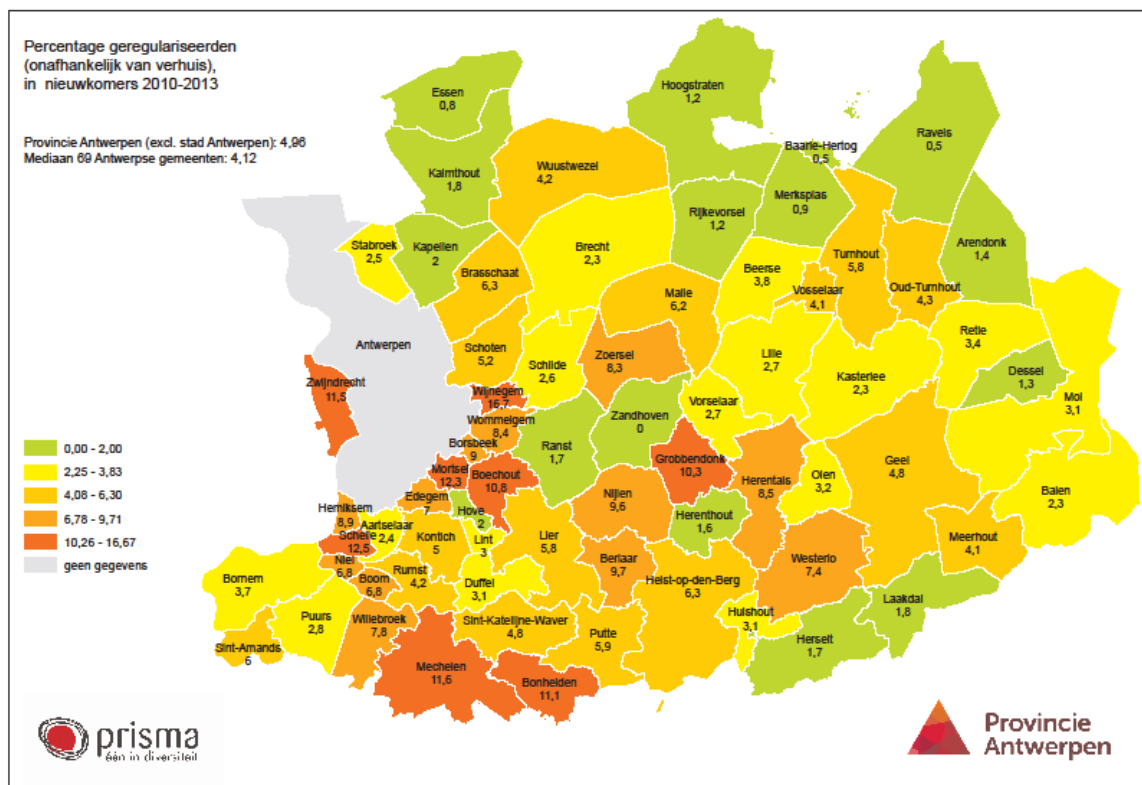 Percentage geregulariseerden
(onafhankelijk van verhuis),
in nieuwkomers 2010-2013
Provincie Antwerpen (excl. stad Antwerpen): 4,96
Mediaan 69 Antwerpse gemeenten: 4,12
Essen
0,8
Hoogstraten
1,2
Ravels
0,5
Baarle-Hertog
0,5
Kalmthout
1,8
Wuustwezel
4,2
Merksplas
0,9
Rijkevorsel
1,2
Arendonk
1,4
Stabroek
2,5
Kapellen
2
Brecht
2,3
Turnhout
5,8
Beerse
3,8
Brasschaat
6,3
Vosselaar
4,1
Oud-Turnhout
4,3
Malle
6,2
Antwerpen
Schoten
5,2
Retie
3,4
Schilde
2,6
Zoersel
8,3
Lille
2,7
Kasterlee
2,3
Dessel
1,3
Zwijndrecht
11,5
Wijnegem
16,7
Mol
3,1
Vorselaar
2,7
Zandhoven
0
Wommelgem
8,4
Borsbeek
9
Ranst
1,7
Grobbendonk
10,3
Geel
4,8
Mortsel
12,3
Boechout
10,8
Herentals
8,5
Olen
3,2
Balen
2,3
Edegem
7
Nijlen
9,6
Hemiksem
8,9
Hove
2
Herenthout
1,6
Aartselaar
2,4
Schelle
12,5
Kontich
5
Lint
3
Lier
5,8
Meerhout
4,1
Niel
6,8
Berlaar
9,7
Westerlo
7,4
Rumst
4,2
Boom
6,8
Duffel
3,1
Heist-op-den-Berg
6,3
Bornem
3,7
Laakdal
1,8
Puurs
2,8
Willebroek
7,8
Sint-Katelijne-Waver
4,8
Putte
5,9
Hulshout
3,1
Herselt
1,7
Sint-Amands
6
Mechelen
11,6
Bonheiden
11,1
0,00 - 2,00
2,25 - 3,83
4,08 - 6,30
6,78 - 9,71
10,26 - 16,67
geen gegevens
prisma
één in diversiteit
Provincie
Antwerpen